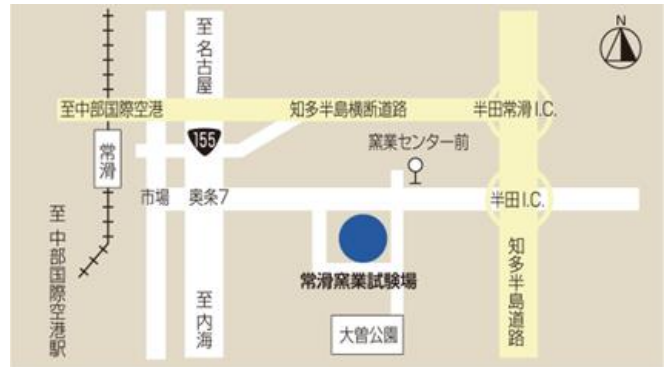 N
至名古屋
至中部国際空港
知多半島横断道路
半田常滑I.C.
155
窯業センター前
常滑
市場
奥条7
半田I.C.
至 中部国際空港駅
常滑窯業試験場
知多半島道路
至内海
大曽公園